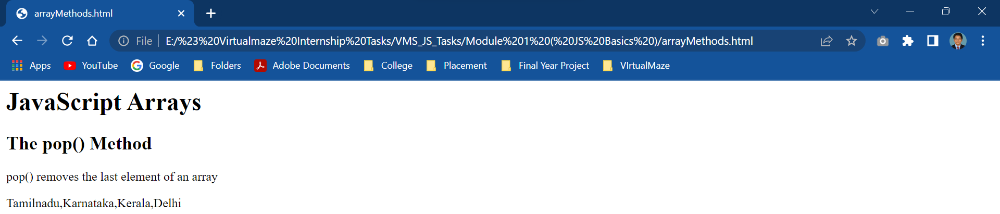 arrayMethods.html
File E:/%23%20Virtualmaze%20Internship%20Tasks/VMS_JS_Tasks/Module%201%20(%20JS%20Basics%20)/arrayMethods.html
Apps YouTube Google Folders Adobe Documents College Placement Final Year Project VIrtualMaze
JavaScript Arrays
The pop() Method
pop() removes the last element of an array
Tamilnadu,Karnataka,Kerala,Delhi